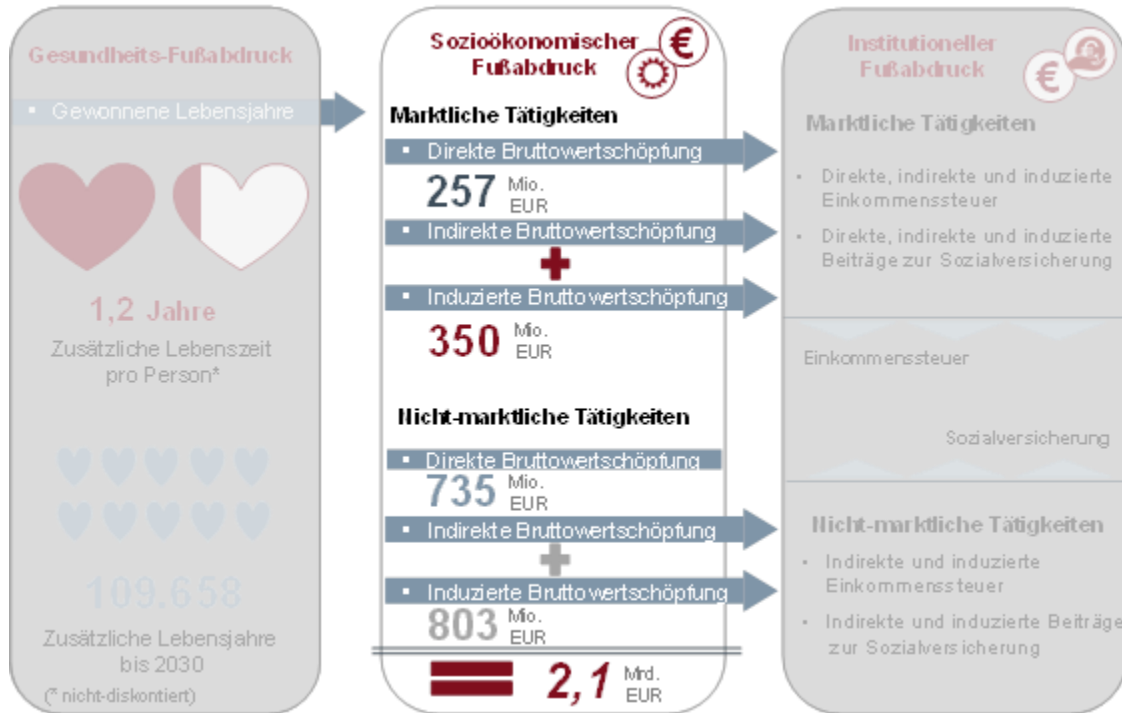 Gesundheits-Fußabdruck
▪ Gewonnene Lebensjahre
1,2 Jahre
Zusätzliche Lebenszeit
pro Person*
109.658
Zusätzliche Lebensjahre
bis 2030
(* nicht-diskontiert)
Sozioökonomischer
Fußabdruck
€
Marktliche Tätigkeiten
▪ Direkte Bruttowertschöpfung
257 Mio.
EUR
▪ Indirekte Bruttowertschöpfung
+
▪ Induzierte Bruttowertschöpfung
350 Mio.
EUR
Nicht-marktliche Tätigkeiten
▪ Direkte Bruttowertschöpfung
735 Mio.
EUR
▪ Indirekte Bruttowertschöpfung
+
▪ Induzierte Bruttowertschöpfung
803 Mio.
EUR
= 2,1 Mrd.
EUR
Institutioneller
Fußabdruck
€
€
Marktliche Tätigkeiten
• Direkte, indirekte und induzierte
Einkommenssteuer
• Direkte, indirekte und induzierte
Beiträge zur Sozialversicherung
Einkommenssteuer
Sozialversicherung
Nicht-marktliche Tätigkeiten
• Indirekte und induzierte
Einkommenssteuer
• Indirekte und induzierte Beiträge
zur Sozialversicherung